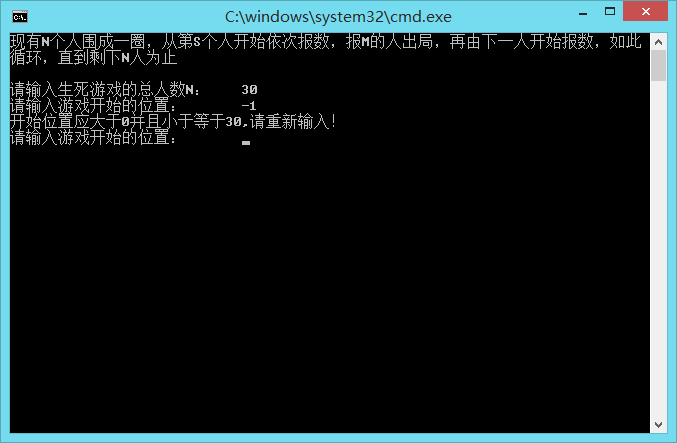 C:\windows\system32\cmd.exe
现有N个人围成一圈，从第S个人开始依次报数，报M的人出局，再由下一人开始报数，如此
循环，直到剩下N人为止
请输入生死游戏的总人数N： 30
请输入游戏开始的位置： -1
开始位置应大于0并且小于等于30,请重新输入！
请输入游戏开始的位置：